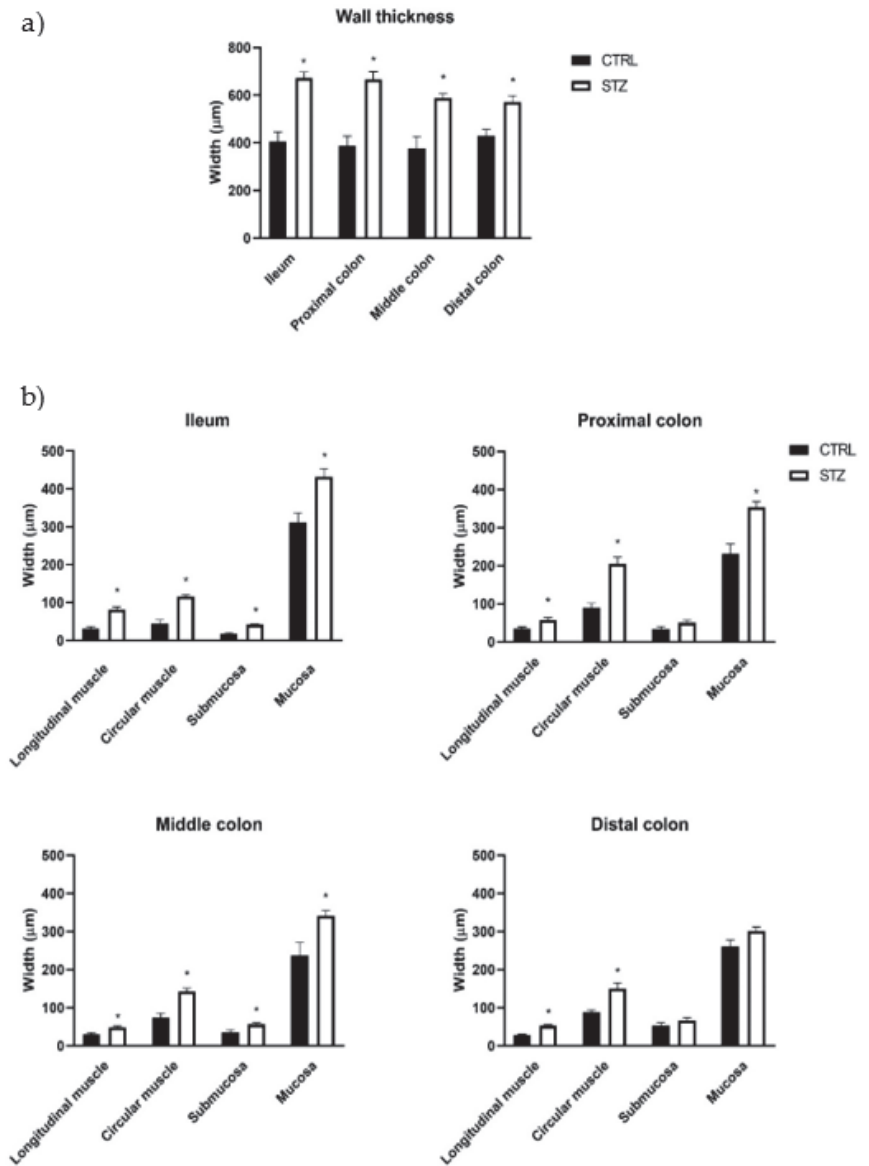 a)
Wall thickness
800
600
400
200
0
Width (μm)
* * * *
CTRL
STZ
Ileum
Proximal colon
Middle colon
Distal colon
b)
Ileum
500
400
300
200
100
0
Width (μm)
* * * *
Longitudinal muscle
Circular muscle
Submucosa
Mucosa
Proximal colon
500
400
300
200
100
0
Width (μm)
* * *
CTRL
STZ
Longitudinal muscle
Circular muscle
Submucosa
Mucosa
Middle colon
500
400
300
200
100
0
Width (μm)
* * * *
Longitudinal muscle
Circular muscle
Submucosa
Mucosa
Distal colon
500
400
300
200
100
0
Width (μm)
* *
Longitudinal muscle
Circular muscle
Submucosa
Mucosa